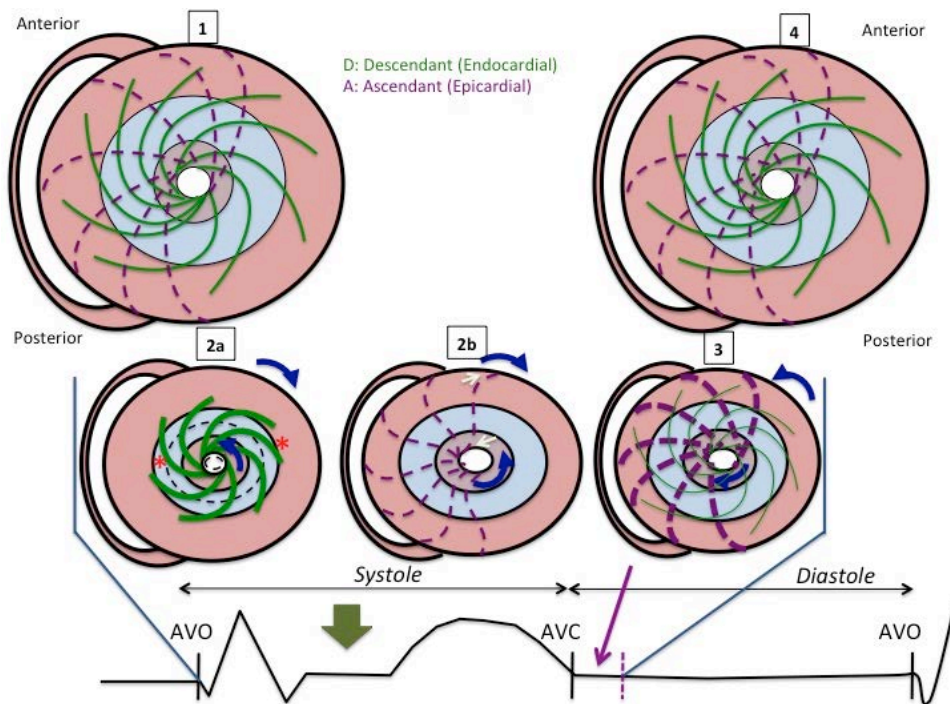 Anterior
1
D: Descendant (Endocardial)
A: Ascendant (Epicardial)
4
Anterior
Posterior
2a
2b
3
Posterior
*
*
Systole
Diastole
AVO
AVC
AVO